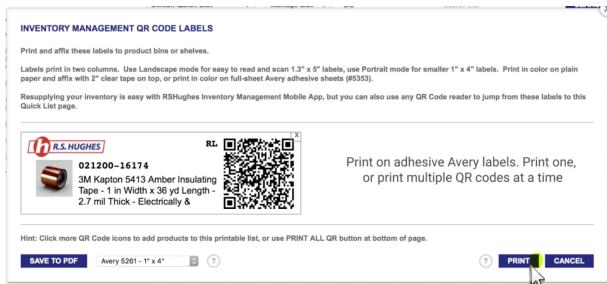 INVENTORY MANAGEMENT QR CODE LABELS
Print and affix these labels to product bins or shelves.
Labels print in two columns. Use Landscape mode for easy to read and scan 1.3" x 5" labels, use Portrait mode for smaller 1" x 4" labels. Print in color on plain
paper and affix with 2" clear tape on top, or print in color on full-sheet Avery adhesive sheets (#5353).
Resupplying your inventory is easy with RSHughes Inventory Management Mobile App, but you can also use any QR Code reader to jump from these labels to this
Quick List page.
R.S. HUGHES
RL
X
021200-16174
3M Kapton 5413 Amber Insulating
Tape - 1 in Width x 36 yd Length -
2.7 mil Thick - Electrically &
Print on adhesive Avery labels. Print one,
or print multiple QR codes at a time
Hint: Click more QR Code icons to add products to this printable list, or use PRINT ALL QR button at bottom of page.
SAVE TO PDF
Avery 5261 - 1" x 4"
?
?
PRINT
CANCEL